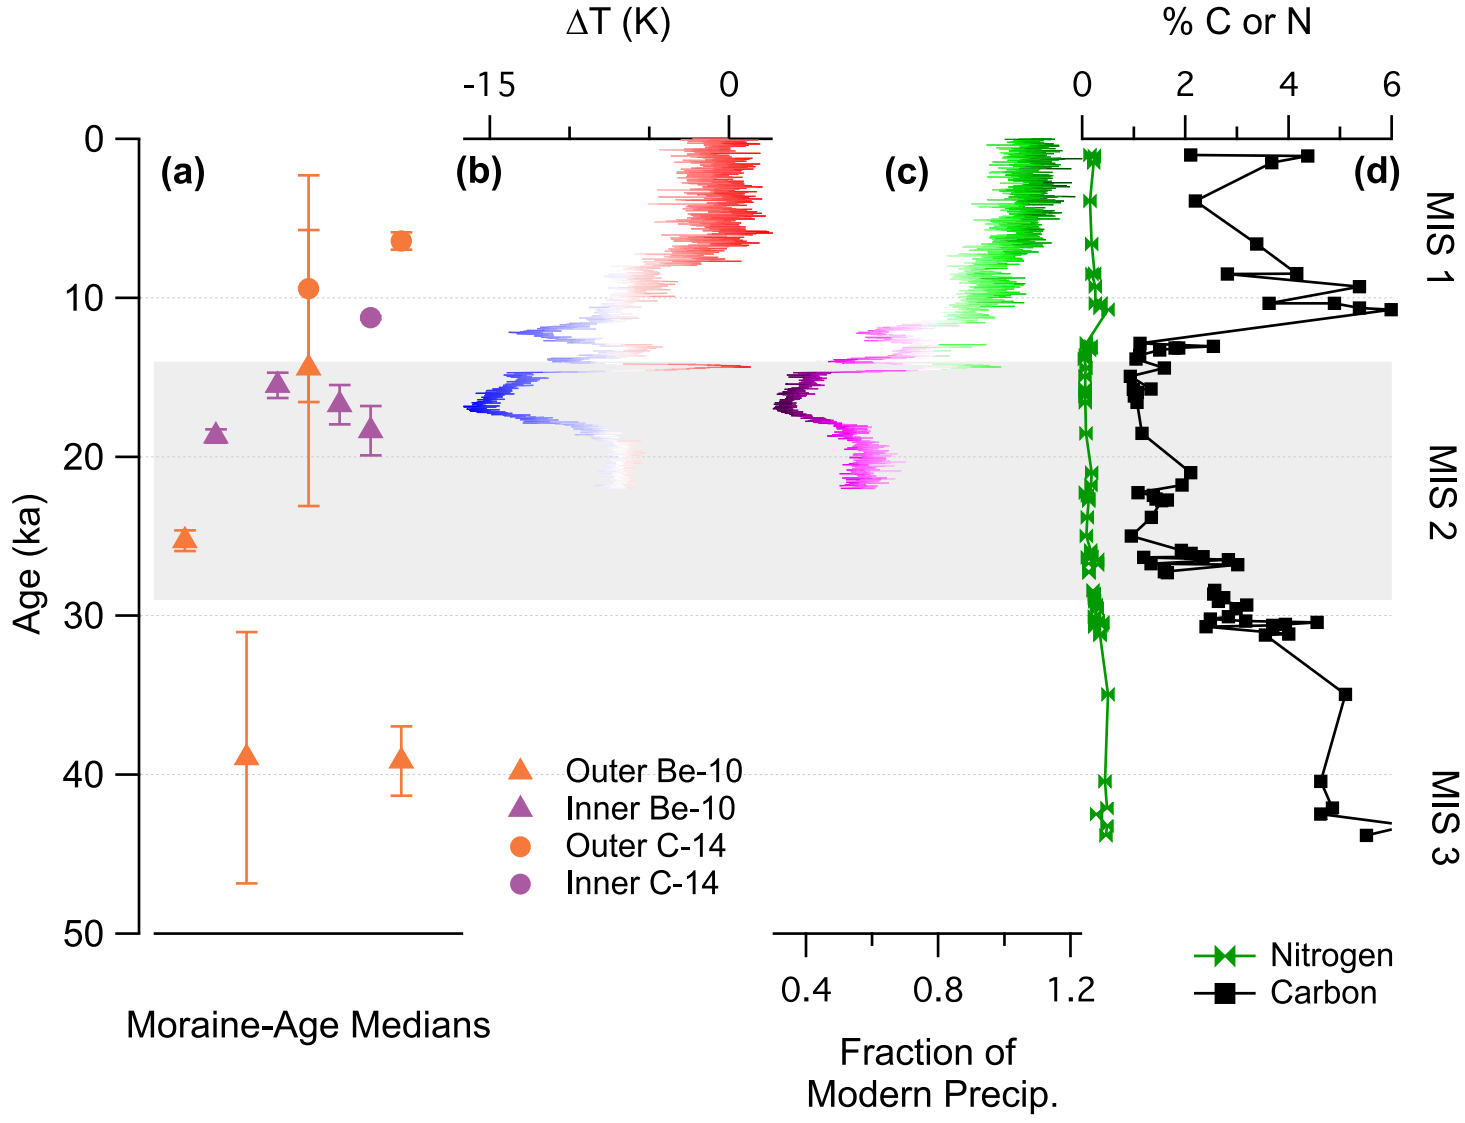 ΔT (K)
% C or N
-15
0
0
2
4
6
0
10
20
30
40
50
Age (ka)
(a)
(b)
(c)
(d)
MIS 1
MIS 2
MIS 3
Outer Be-10
Inner Be-10
Outer C-14
Inner C-14
Nitrogen
Carbon
0.4
0.8
1.2
Moraine-Age Medians
Fraction of
Modern Precip.